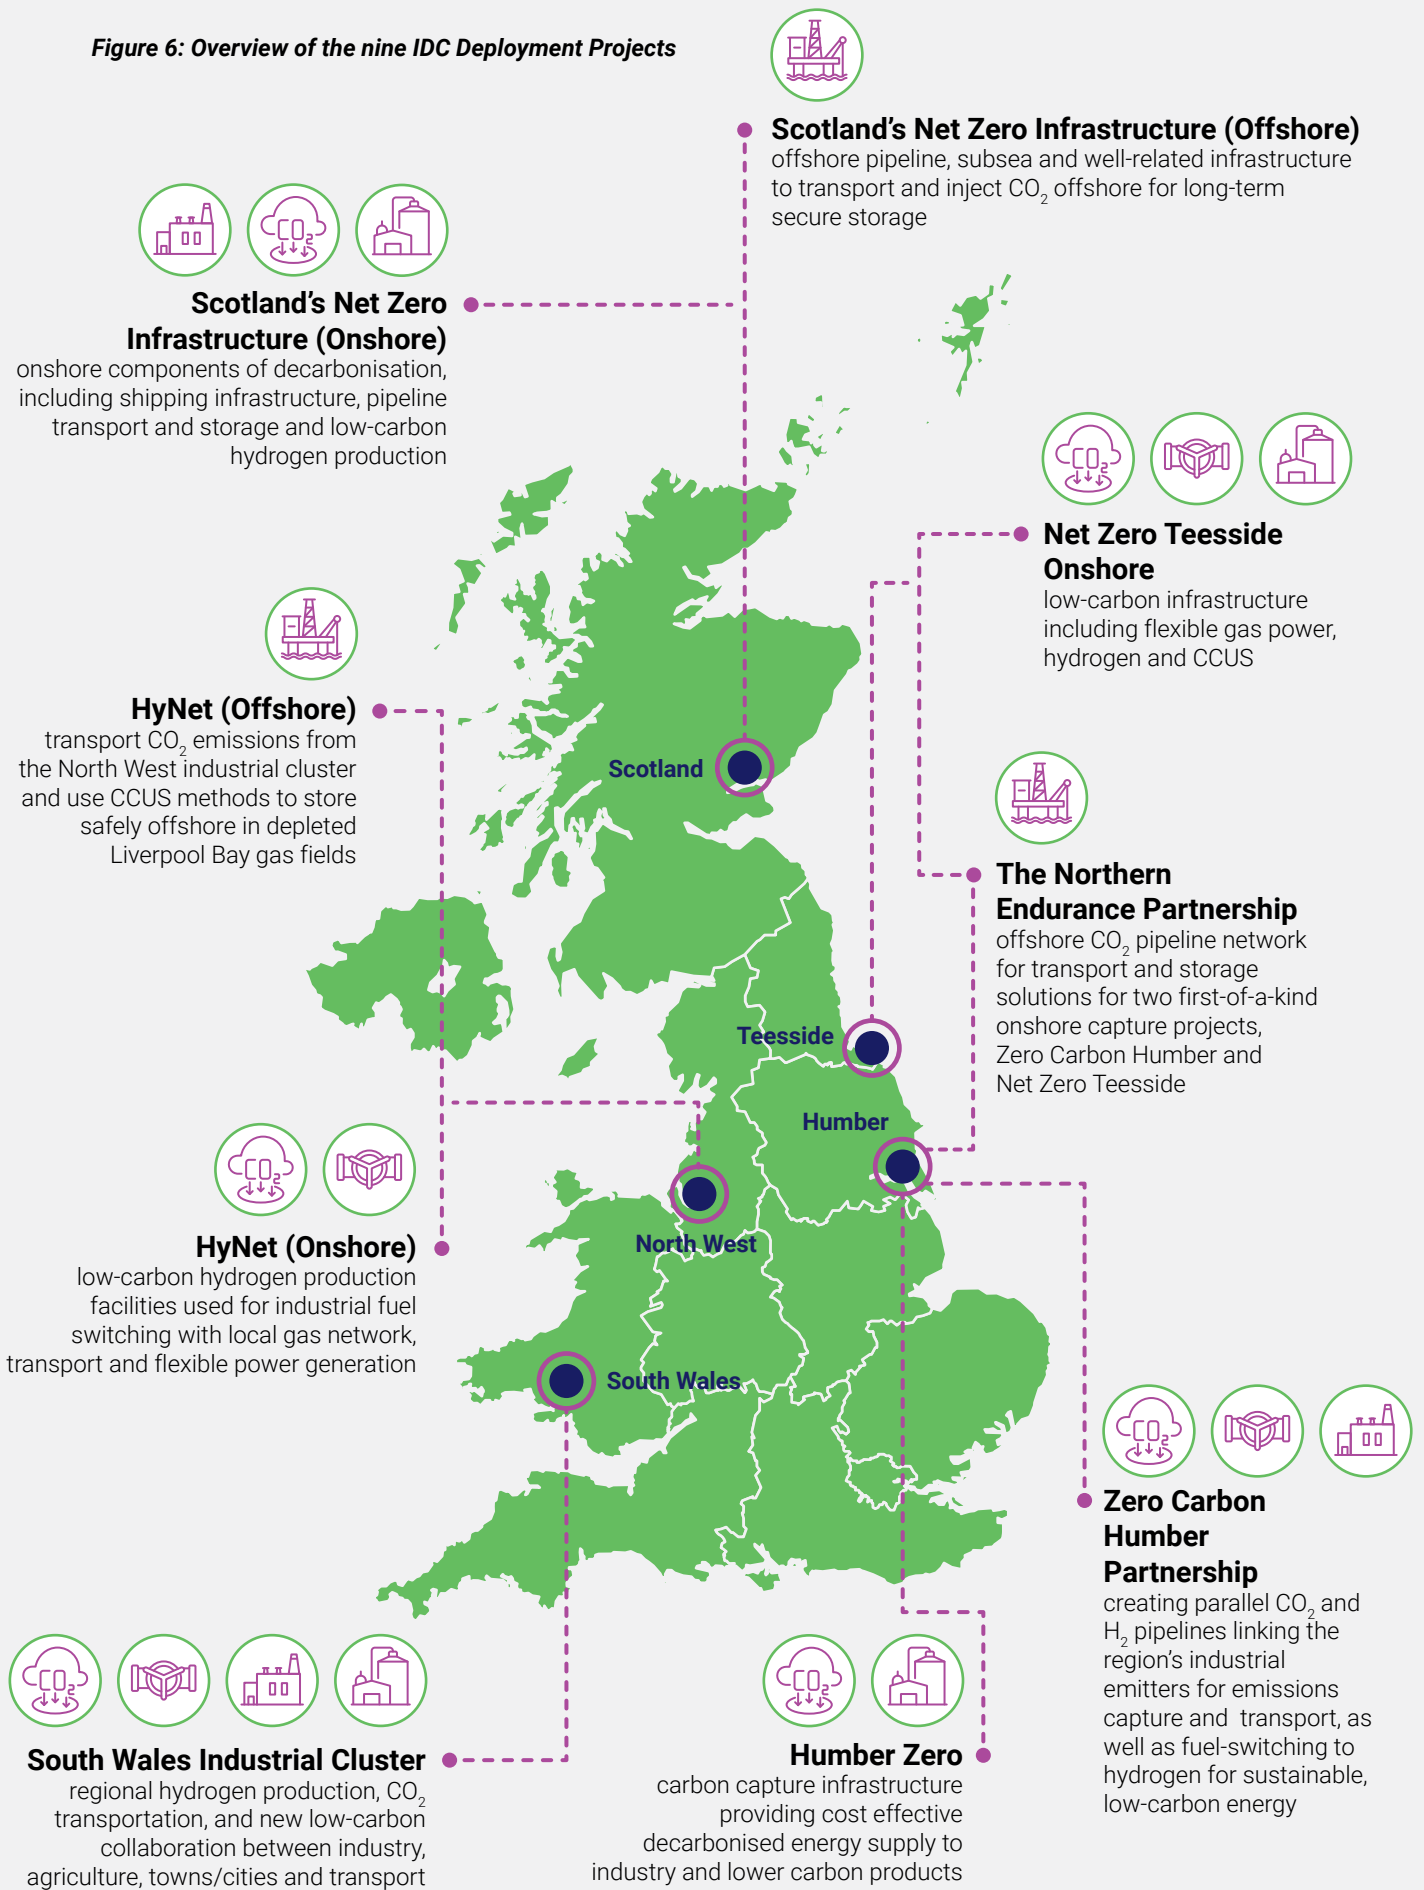 Figure 6: Overview of the nine IDC Deployment Projects
Scotland's Net Zero Infrastructure (Offshore)
offshore pipeline, subsea and well-related infrastructure
to transport and inject CO2 offshore for long-term
secure storage
Scotland's Net Zero
Infrastructure (Onshore)
onshore components of decarbonisation,
including shipping infrastructure, pipeline
transport and storage and low-carbon
hydrogen production
Net Zero Teesside
Onshore
low-carbon infrastructure
including flexible gas power,
hydrogen and CCUS
HyNet (Offshore)
transport CO2 emissions from
the North West industrial cluster
and use CCUS methods to store
safely offshore in depleted
Liverpool Bay gas fields
Scotland
The Northern
Endurance Partnership
offshore CO2 pipeline network
for transport and storage
solutions for two first-of-a-kind
onshore capture projects,
Zero Carbon Humber and
Net Zero Teesside
Teesside
Humber
North West
HyNet (Onshore)
low-carbon hydrogen production
facilities used for industrial fuel
switching with local gas network,
transport and flexible power generation
South Wales
Zero Carbon
Humber
Partnership
creating parallel CO2 and
H2 pipelines linking the
region's industrial
emitters for emissions
capture and transport, as
well as fuel-switching to
hydrogen for sustainable,
low-carbon energy
South Wales Industrial Cluster
regional hydrogen production, CO2
transportation, and new low-carbon
collaboration between industry,
agriculture, towns/cities and transport
Humber Zero
carbon capture infrastructure
providing cost effective
decarbonised energy supply to
industry and lower carbon products
CO2
CO2
CO2
CO2
CO2
CO2